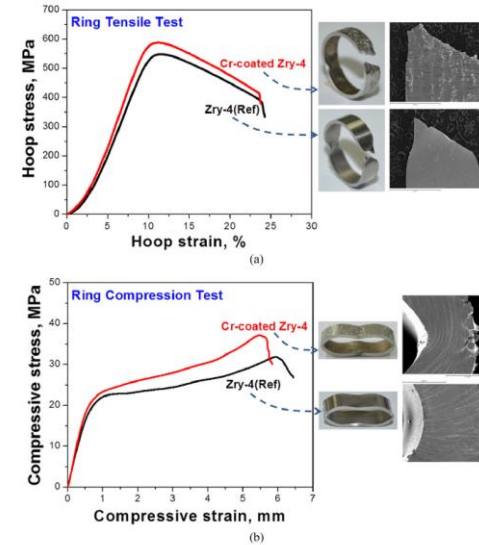 Ring Tensile Test
Cr-coated Zry-4
Zry-4(Ref)
Hoop stress, MPa
700
600
500
400
300
200
100
0
0
5
10
15
20
25
30
Hoop strain, %
(a)
Ring Compression Test
Cr-coated Zry-4
Zry-4(Ref)
Compressive stress, MPa
50
40
30
20
10
0
0
1
2
3
4
5
6
7
Compressive strain, mm
(b)